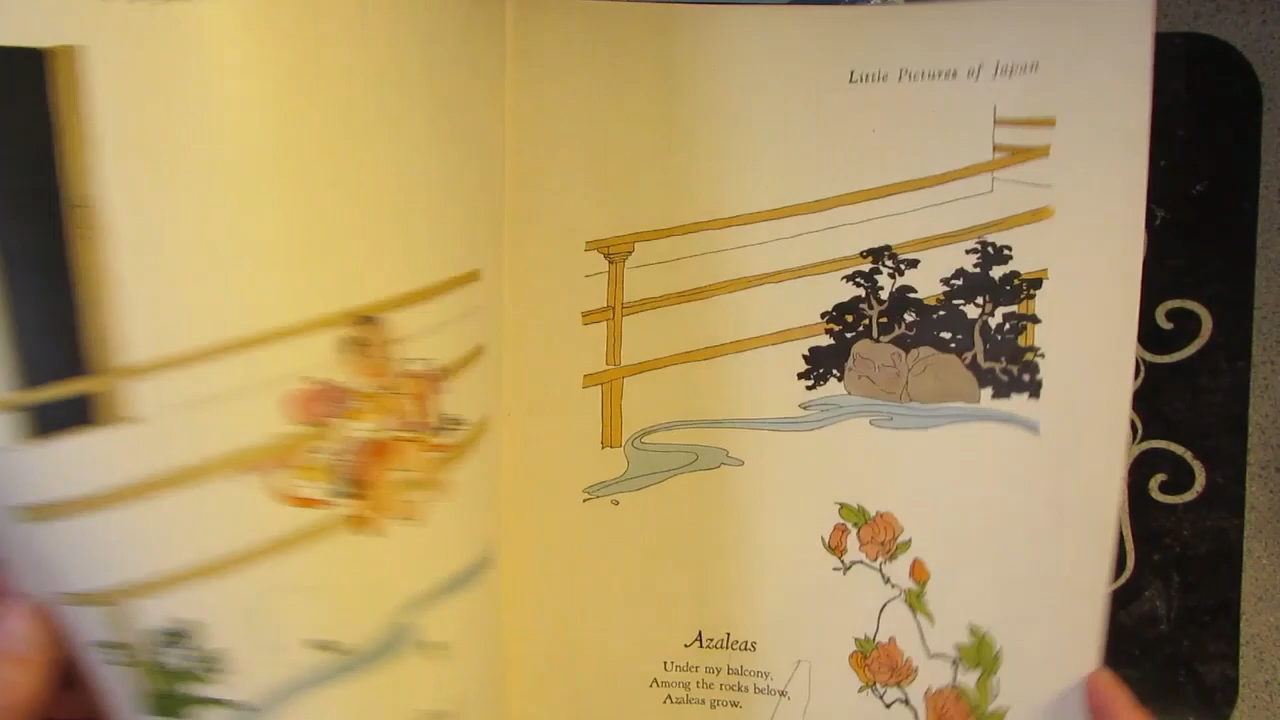 Little Pictures of Japan
Azaleas
Under my balcony,
Among the rocks below,
Azaleas grow.